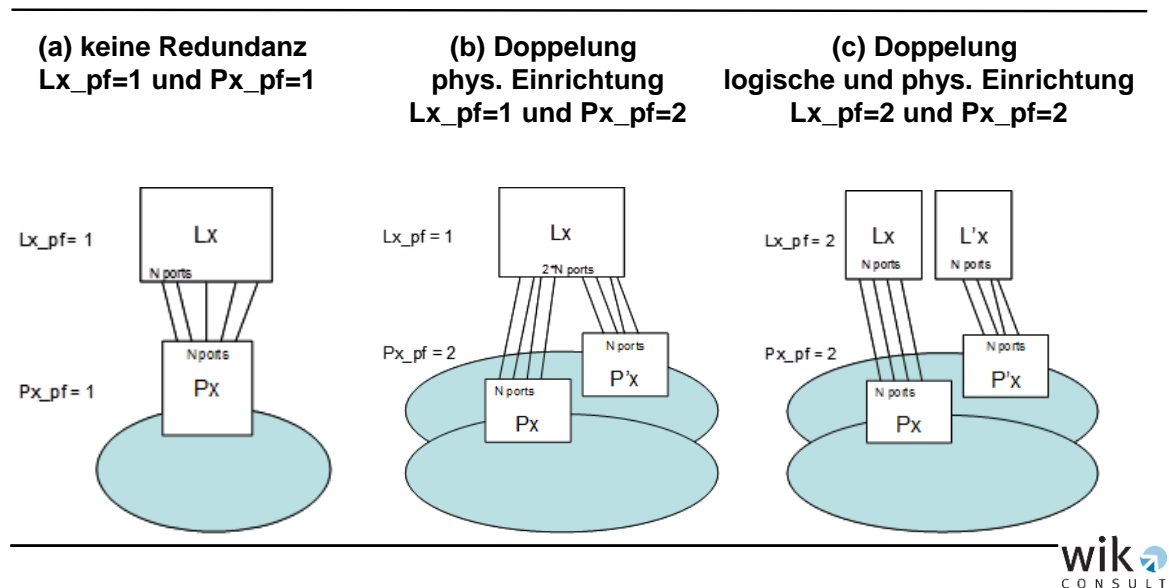 (a) keine Redundanz
Lx_pf=1 und Px_pf=1
(b) Doppelung
phys. Einrichtung
Lx_pf=1 und Px_pf=2
(c) Doppelung
logische und phys. Einrichtung
Lx_pf=2 und Px_pf=2
Lx_pf= 1
Lx
N ports
N ports
Px
Px_pf= 1
Lx_pf = 1
Lx
2*N ports
Px_pf = 2
N ports
P'x
N ports
Px
Lx_pf = 2
Lx
N ports
L'x
N ports
Px_pf = 2
N ports
P'x
N ports
Px
wik
CONSULT